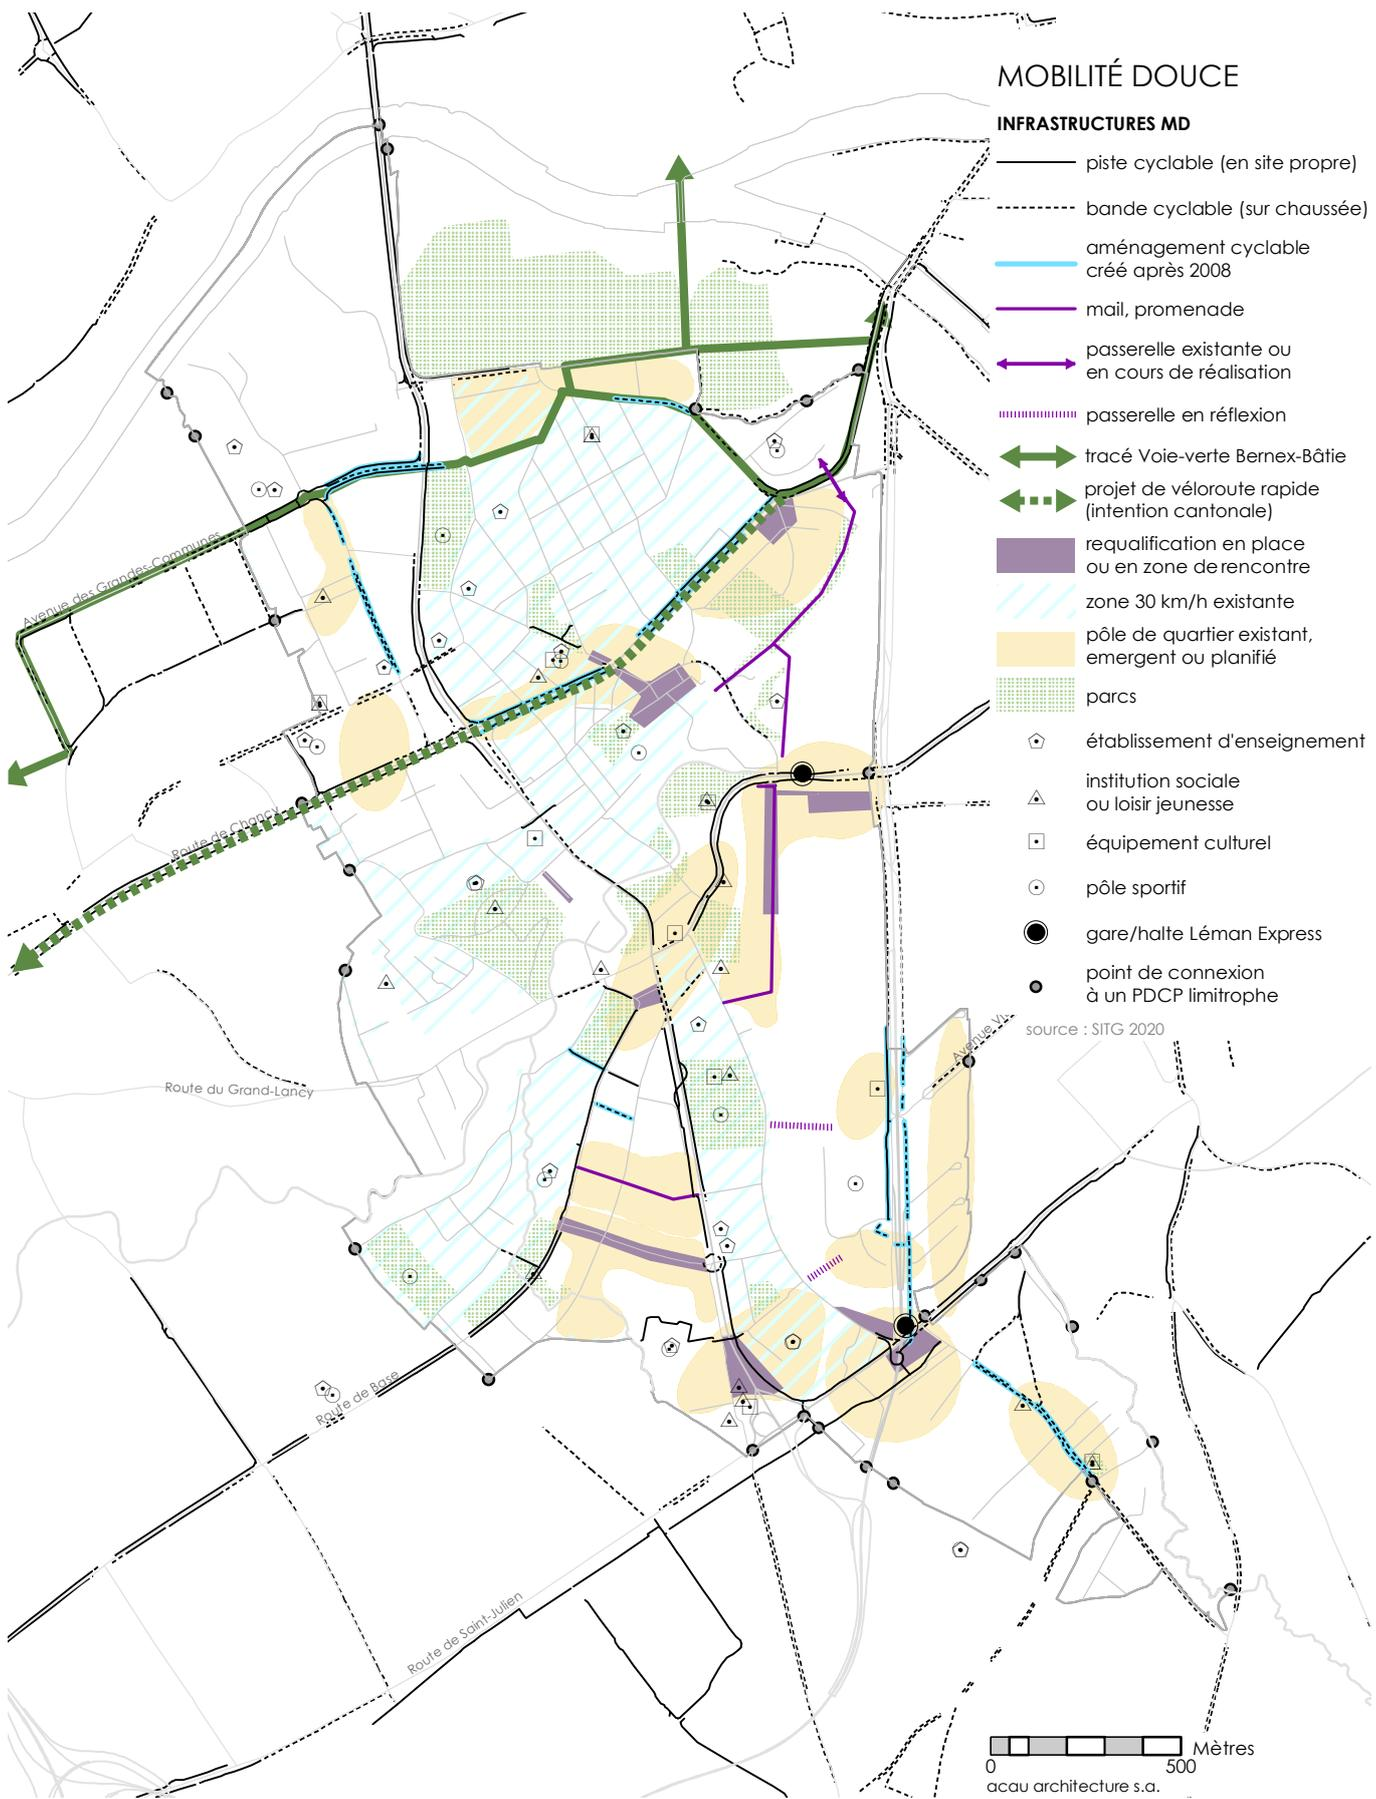 MOBILITÉ DOUCE
INFRASTRUCTURES MD
piste cyclable (en site propre)
bande cyclable (sur chaussée)
aménagement cyclable
créé après 2008
mail, promenade
passerelle existante ou
en cours de réalisation
passerelle en réflexion
tracé Voie-verte Bernex-Bâtie
projet de véloroute rapide
(intention cantonale)
requalification en place
ou en zone de rencontre
zone 30 km/h existante
pôle de quartier existant,
emergent ou planifié
parcs
établissement d'enseignement
institution sociale
ou loisir jeunesse
équipement culturel
pôle sportif
gare/halte Léman Express
point de connexion
à un PDCP limitrophe
source : SITG 2020
Avenue des Grandes-Communes
Route de Chancy
Avenue
Route du Grand-Lancy
Route de Base
Route de Saint-Julien
Mètres
0 500
acau architecture s.a.